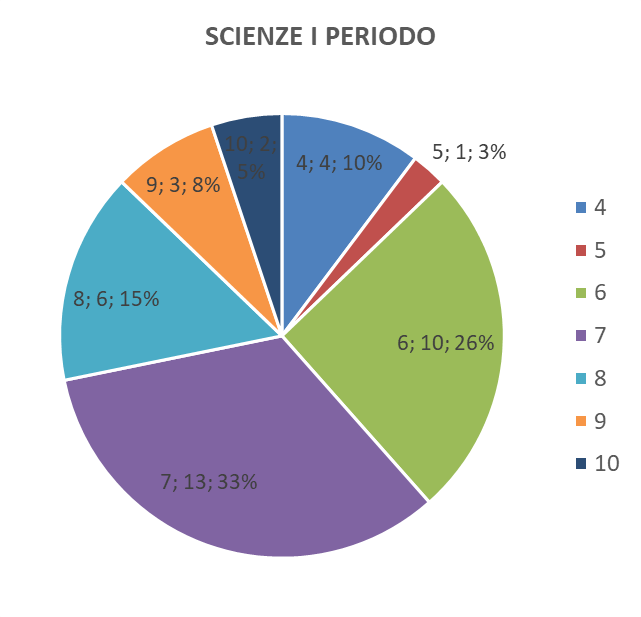 SCIENZE I PERIODO
10; 2;
5%
4; 4; 10%
5; 1; 3%
9; 3; 8%
8; 6; 15%
6; 10; 26%
7; 13; 33%
4
5
6
7
8
9
10